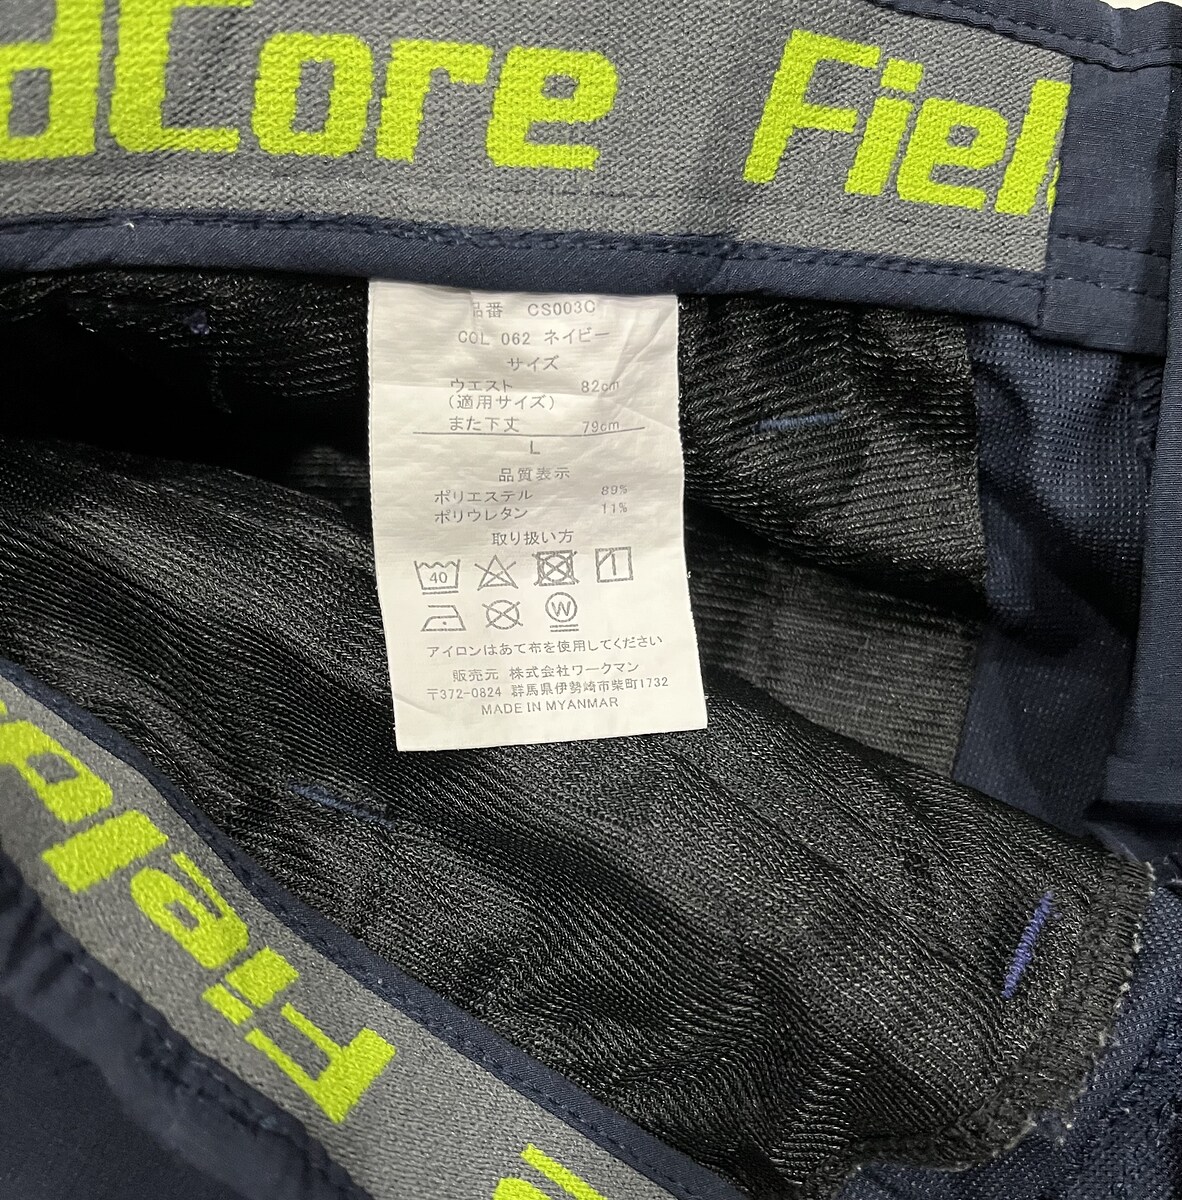 dCore Fiel
品番 CS003C
COL 062 ネイビー
サイズ
ウエスト 82cm
(適用サイズ)
また下丈 79cm
L
品質表示
ポリエステル 89%
ポリウレタン 11%
取り扱い方
40
W
アイロンはあて布を使用してください
販売元 株式会社ワークマン
〒372-0824 群馬県伊勢崎市柴町1732
MADE IN MYANMAR
Field